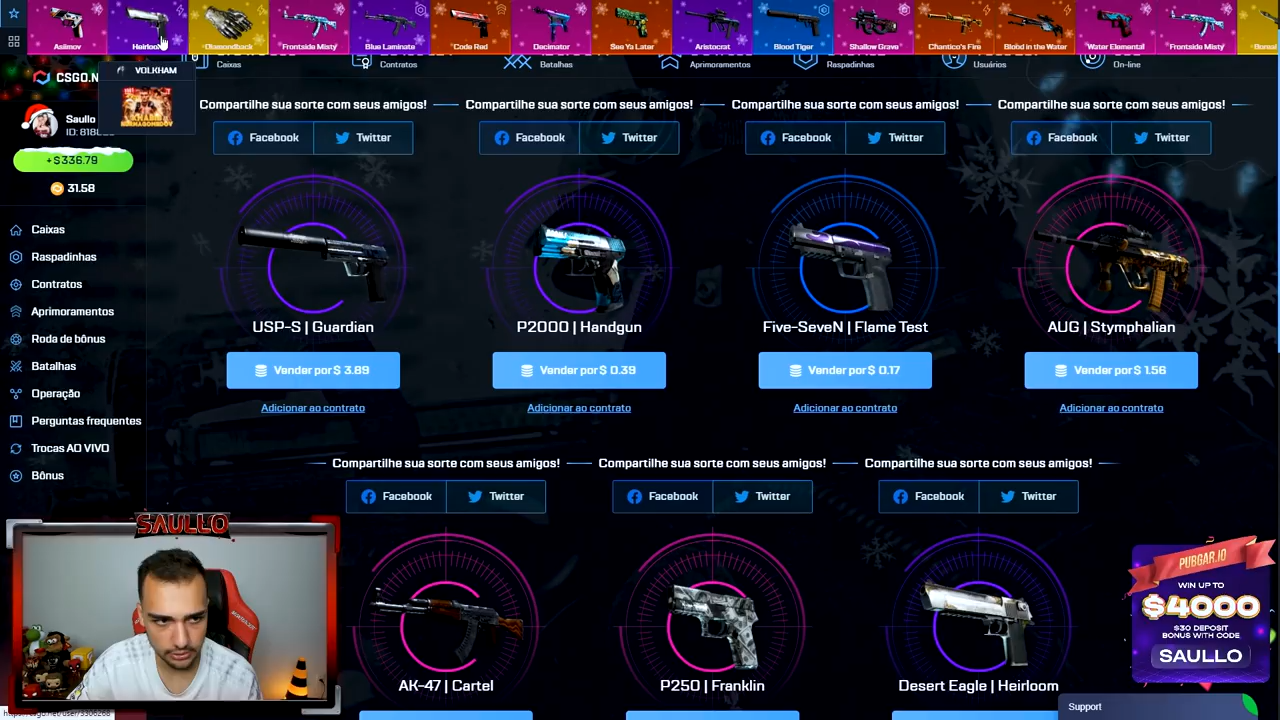 Asiimov
Heirloom
Diamondback
Frontside Misty
Blue Laminate
Code Red
Decimator
See Ya Later
Aristocrat
Blood Tiger
Shallow Grave
Chantico's Fire
Blood in the Water
Water Elemental
Frontside Misty
VOLKHAM
CSGO.N
Caixas
Contratos
Batalhas
Aprimoramentos
Raspadinhas
Usuários
On-line
Saullo
+$336.79
31.58
Caixas
Raspadinhas
Contratos
Aprimoramentos
Roda de bônus
Batalhas
Operação
Perguntas frequentes
Trocas AO VIVO
Bônus
Compartilhe sua sorte com seus amigos!
Compartilhe sua sorte com seus amigos!
Compartilhe sua sorte com seus amigos!
Compartilhe sua sorte com seus amigos!
Facebook
Twitter
Facebook
Twitter
Facebook
Twitter
Facebook
Twitter
USP-S | Guardian
P2000 | Handgun
Five-SeveN | Flame Test
AUG | Stymphalian
Vender por $ 3.89
Vender por $ 0.39
Vender por $ 0.17
Vender por $ 1.56
Adicionar ao contrato
Adicionar ao contrato
Adicionar ao contrato
Adicionar ao contrato
Compartilhe sua sorte com seus amigos!
Compartilhe sua sorte com seus amigos!
Compartilhe sua sorte com seus amigos!
Facebook
Twitter
Facebook
Twitter
Facebook
Twitter
AK-47 | Cartel
P250 | Franklin
Desert Eagle | Heirloom
SAULLO
PUBGAR.IO
WIN UP TO
$4000
$30 DEPOSIT
BONUS WITH CODE
SAULLO
Support